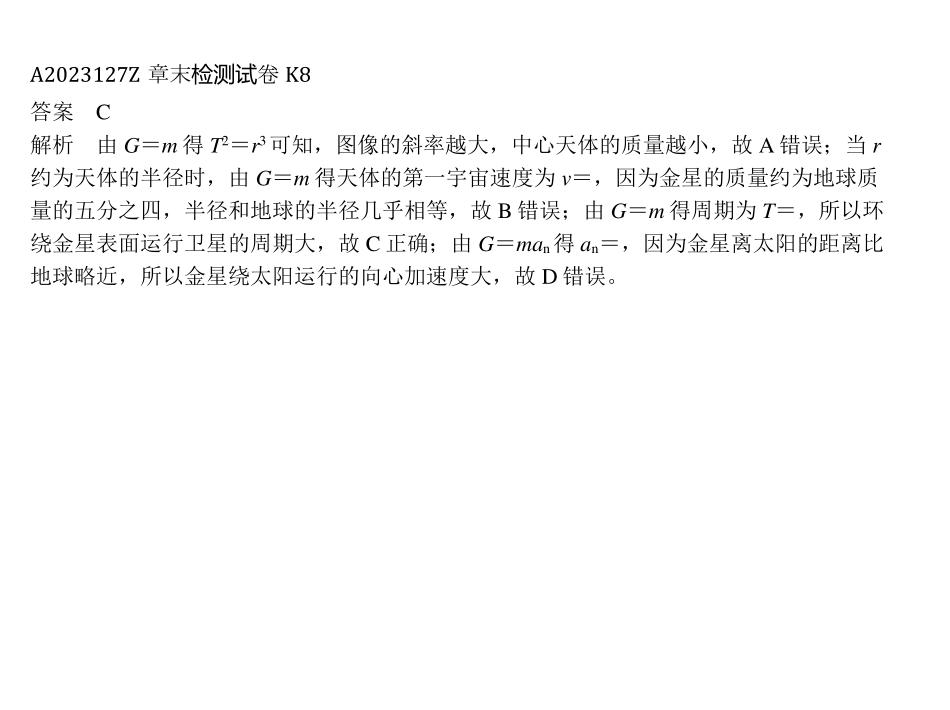 A2023127Z 章末检测试卷 K8
答案　C
解析　由 G＝m 得 T²＝r³ 可知，图像的斜率越大，中心天体的质量越小，故 A 错误；当 r
约为天体的半径时，由 G＝m 得天体的第一宇宙速度为 v＝，因为金星的质量约为地球质
量的五分之四，半径和地球的半径几乎相等，故 B 错误；由 G＝m 得周期为 T＝，所以环
绕金星表面运行卫星的周期大，故 C 正确；由 G＝maₙ 得 aₙ＝，因为金星离太阳的距离比
地球略近，所以金星绕太阳运行的向心加速度大，故 D 错误。